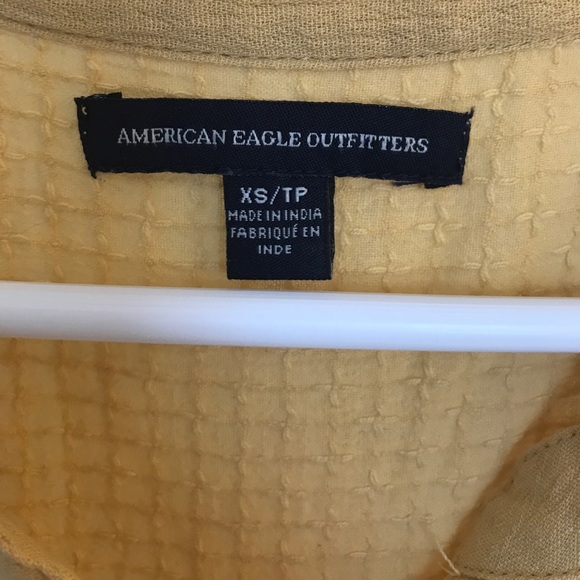 AMERICAN EAGLE OUTFITTERS
XS/TP
MADE IN INDIA
FABRIQUÉ EN
INDE